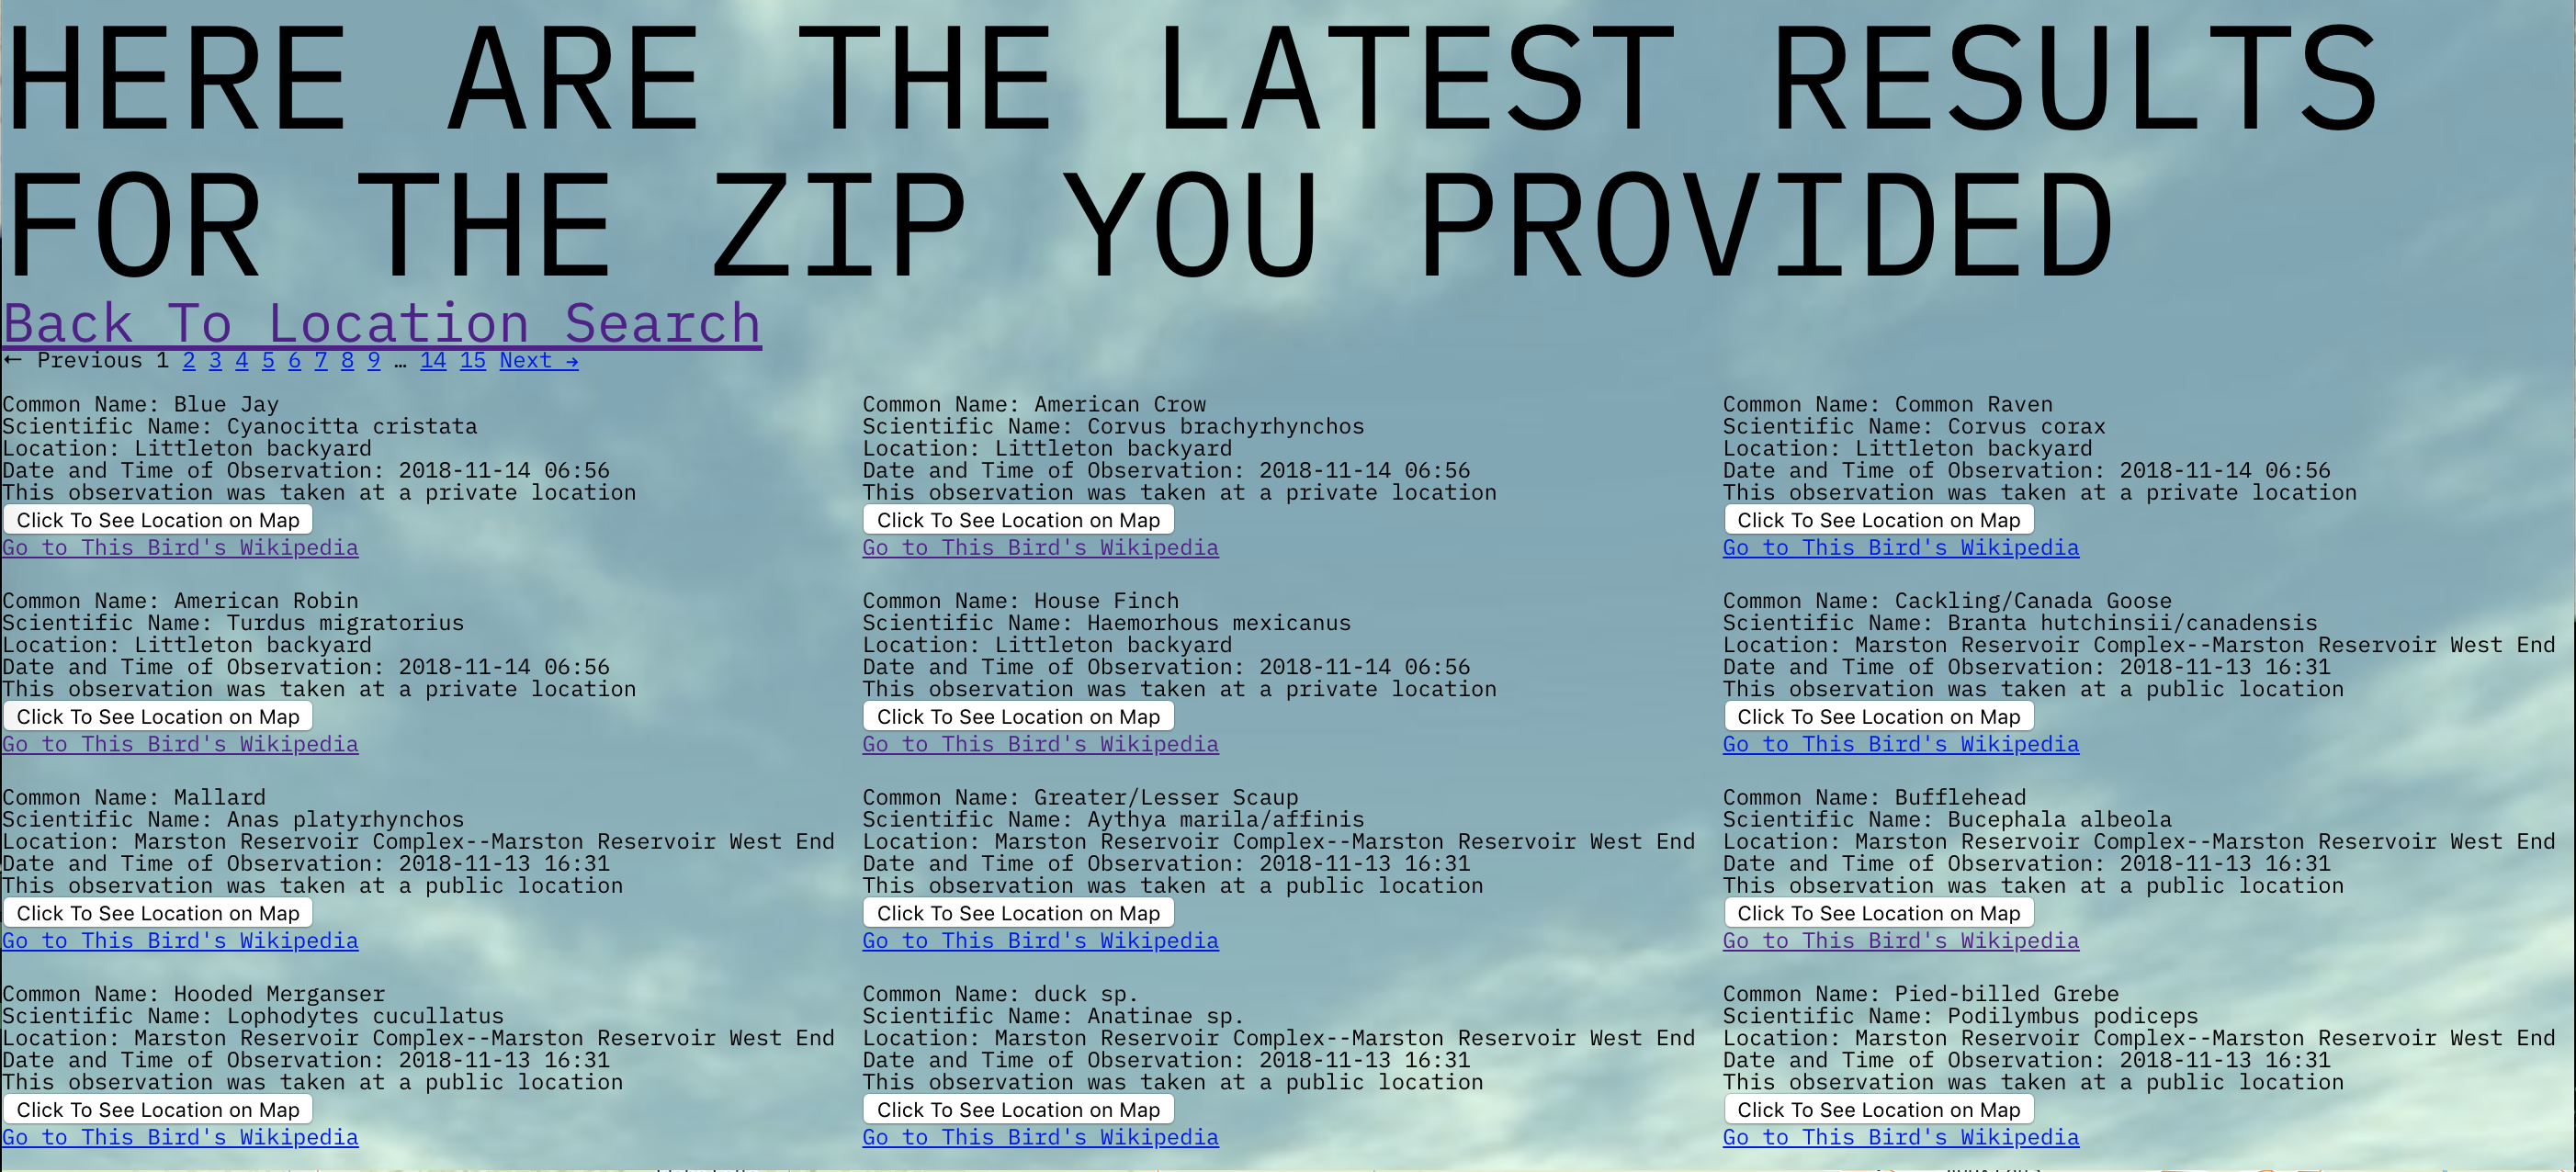 HERE ARE THE LATEST RESULTS
FOR THE ZIP YOU PROVIDED
Back To Location Search
← Previous 1 2 3 4 5 6 7 8 9 … 14 15 Next →
Common Name: Blue Jay
Scientific Name: Cyanocitta cristata
Location: Littleton backyard
Date and Time of Observation: 2018-11-14 06:56
This observation was taken at a private location
Click To See Location on Map
Go to This Bird's Wikipedia
Common Name: American Crow
Scientific Name: Corvus brachyrhynchos
Location: Littleton backyard
Date and Time of Observation: 2018-11-14 06:56
This observation was taken at a private location
Click To See Location on Map
Go to This Bird's Wikipedia
Common Name: Common Raven
Scientific Name: Corvus corax
Location: Littleton backyard
Date and Time of Observation: 2018-11-14 06:56
This observation was taken at a private location
Click To See Location on Map
Go to This Bird's Wikipedia
Common Name: American Robin
Scientific Name: Turdus migratorius
Location: Littleton backyard
Date and Time of Observation: 2018-11-14 06:56
This observation was taken at a private location
Click To See Location on Map
Go to This Bird's Wikipedia
Common Name: House Finch
Scientific Name: Haemorhous mexicanus
Location: Littleton backyard
Date and Time of Observation: 2018-11-14 06:56
This observation was taken at a private location
Click To See Location on Map
Go to This Bird's Wikipedia
Common Name: Cackling/Canada Goose
Scientific Name: Branta hutchinsii/canadensis
Location: Marston Reservoir Complex--Marston Reservoir West End
Date and Time of Observation: 2018-11-13 16:31
This observation was taken at a public location
Click To See Location on Map
Go to This Bird's Wikipedia
Common Name: Mallard
Scientific Name: Anas platyrhynchos
Location: Marston Reservoir Complex--Marston Reservoir West End
Date and Time of Observation: 2018-11-13 16:31
This observation was taken at a public location
Click To See Location on Map
Go to This Bird's Wikipedia
Common Name: Greater/Lesser Scaup
Scientific Name: Aythya marila/affinis
Location: Marston Reservoir Complex--Marston Reservoir West End
Date and Time of Observation: 2018-11-13 16:31
This observation was taken at a public location
Click To See Location on Map
Go to This Bird's Wikipedia
Common Name: Bufflehead
Scientific Name: Bucephala albeola
Location: Marston Reservoir Complex--Marston Reservoir West End
Date and Time of Observation: 2018-11-13 16:31
This observation was taken at a public location
Click To See Location on Map
Go to This Bird's Wikipedia
Common Name: Hooded Merganser
Scientific Name: Lophodytes cucullatus
Location: Marston Reservoir Complex--Marston Reservoir West End
Date and Time of Observation: 2018-11-13 16:31
This observation was taken at a public location
Click To See Location on Map
Go to This Bird's Wikipedia
Common Name: duck sp.
Scientific Name: Anatinae sp.
Location: Marston Reservoir Complex--Marston Reservoir West End
Date and Time of Observation: 2018-11-13 16:31
This observation was taken at a public location
Click To See Location on Map
Go to This Bird's Wikipedia
Common Name: Pied-billed Grebe
Scientific Name: Podilymbus podiceps
Location: Marston Reservoir Complex--Marston Reservoir West End
Date and Time of Observation: 2018-11-13 16:31
This observation was taken at a public location
Click To See Location on Map
Go to This Bird's Wikipedia